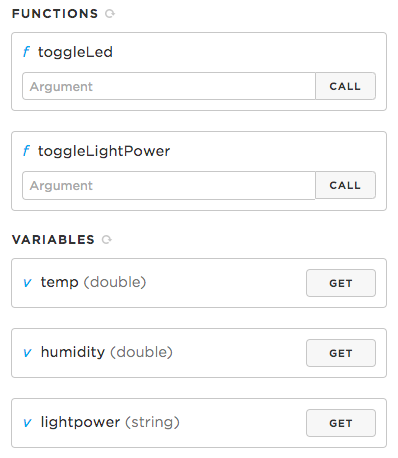 FUNCTIONS
f toggleLed
Argument CALL
f toggleLightPower
Argument CALL
VARIABLES
v temp (double) GET
v humidity (double) GET
v lightpower (string) GET